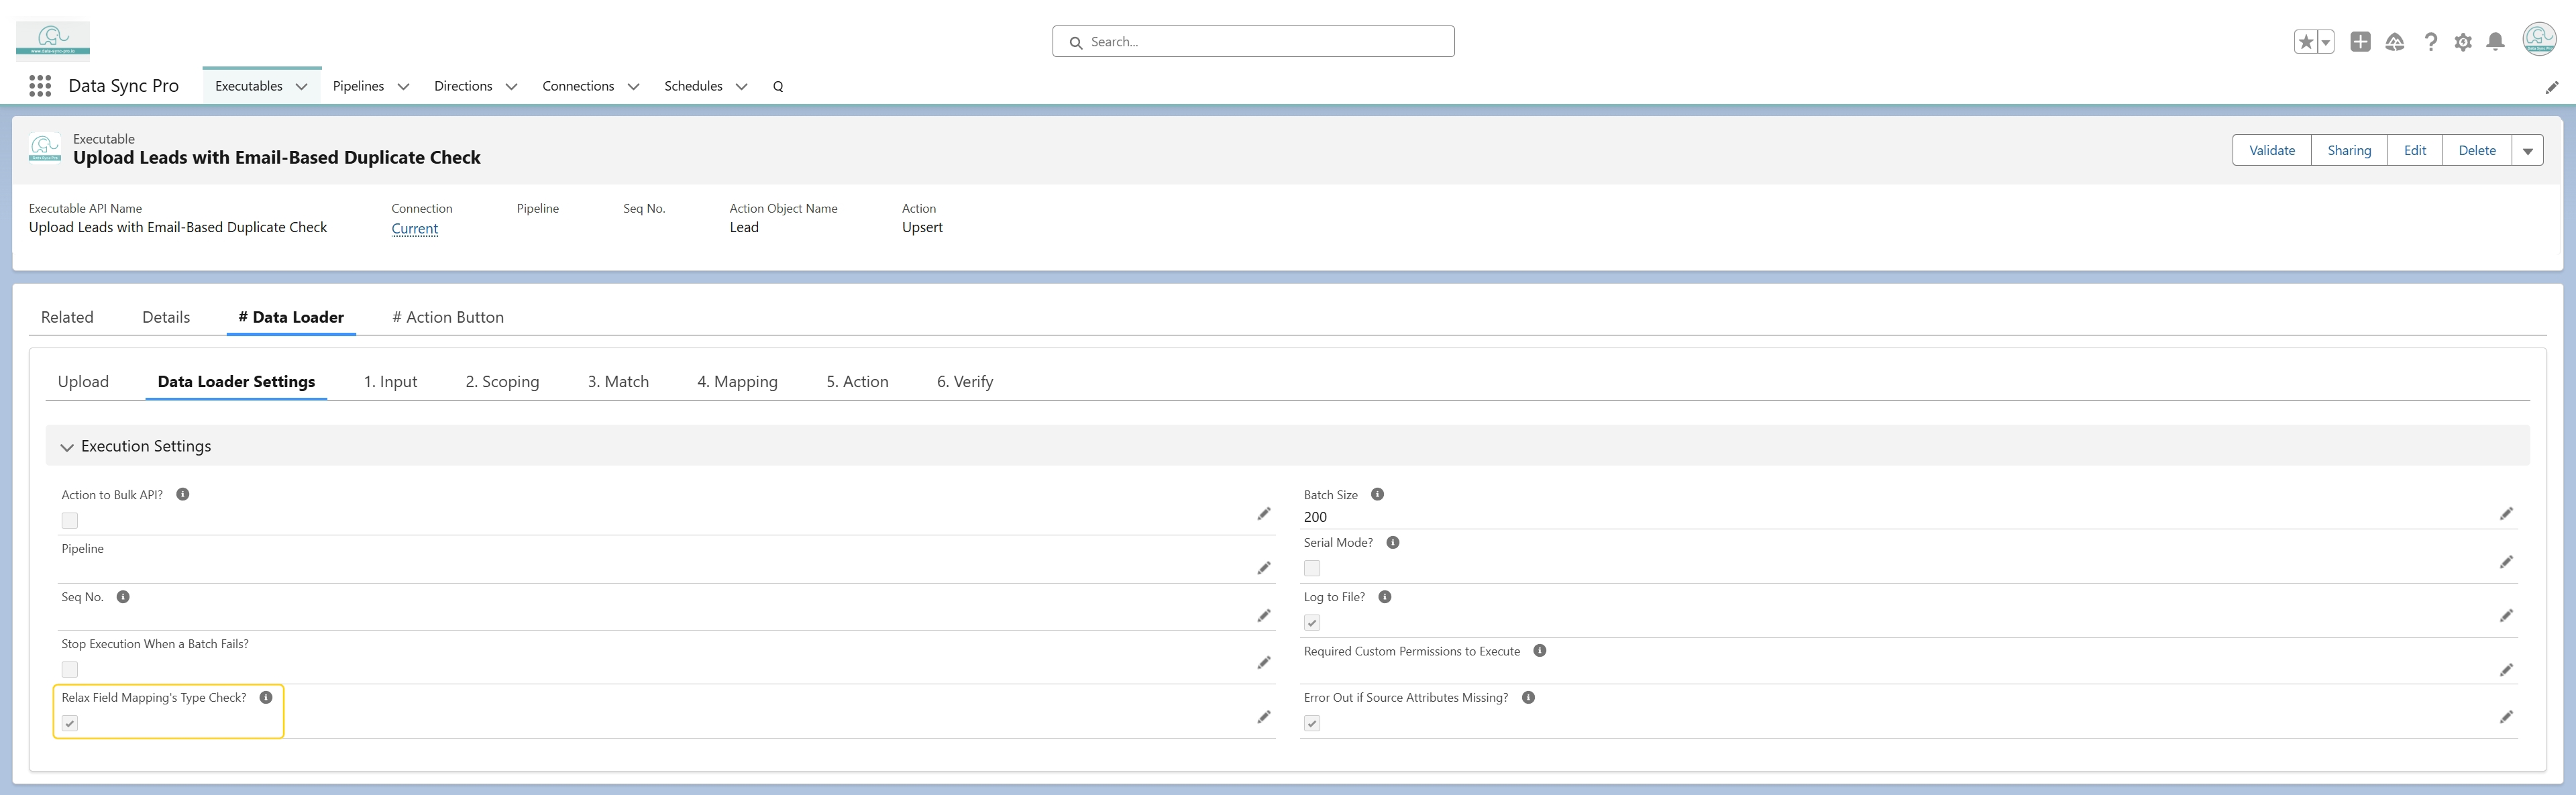 www.data-sync-pro.io
Search...
Data Sync Pro
Executables
Pipelines
Directions
Connections
Schedules
Q
Executable
Upload Leads with Email-Based Duplicate Check
Validate
Sharing
Edit
Delete
Executable API Name
Upload Leads with Email-Based Duplicate Check
Connection
Current
Pipeline
Seq No.
Action Object Name
Lead
Action
Upsert
Related
Details
# Data Loader
# Action Button
Upload
Data Loader Settings
1. Input
2. Scoping
3. Match
4. Mapping
5. Action
6. Verify
Execution Settings
Action to Bulk API?
Batch Size
200
Pipeline
Serial Mode?
Seq No.
Log to File?
Stop Execution When a Batch Fails?
Required Custom Permissions to Execute
Relax Field Mapping's Type Check?
Error Out if Source Attributes Missing?